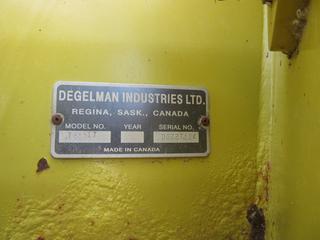 DEGELMAN INDUSTRIES LTD.
REGINA, SASK., CANADA
MODEL NO. YEAR SERIAL NO.
MADE IN CANADA